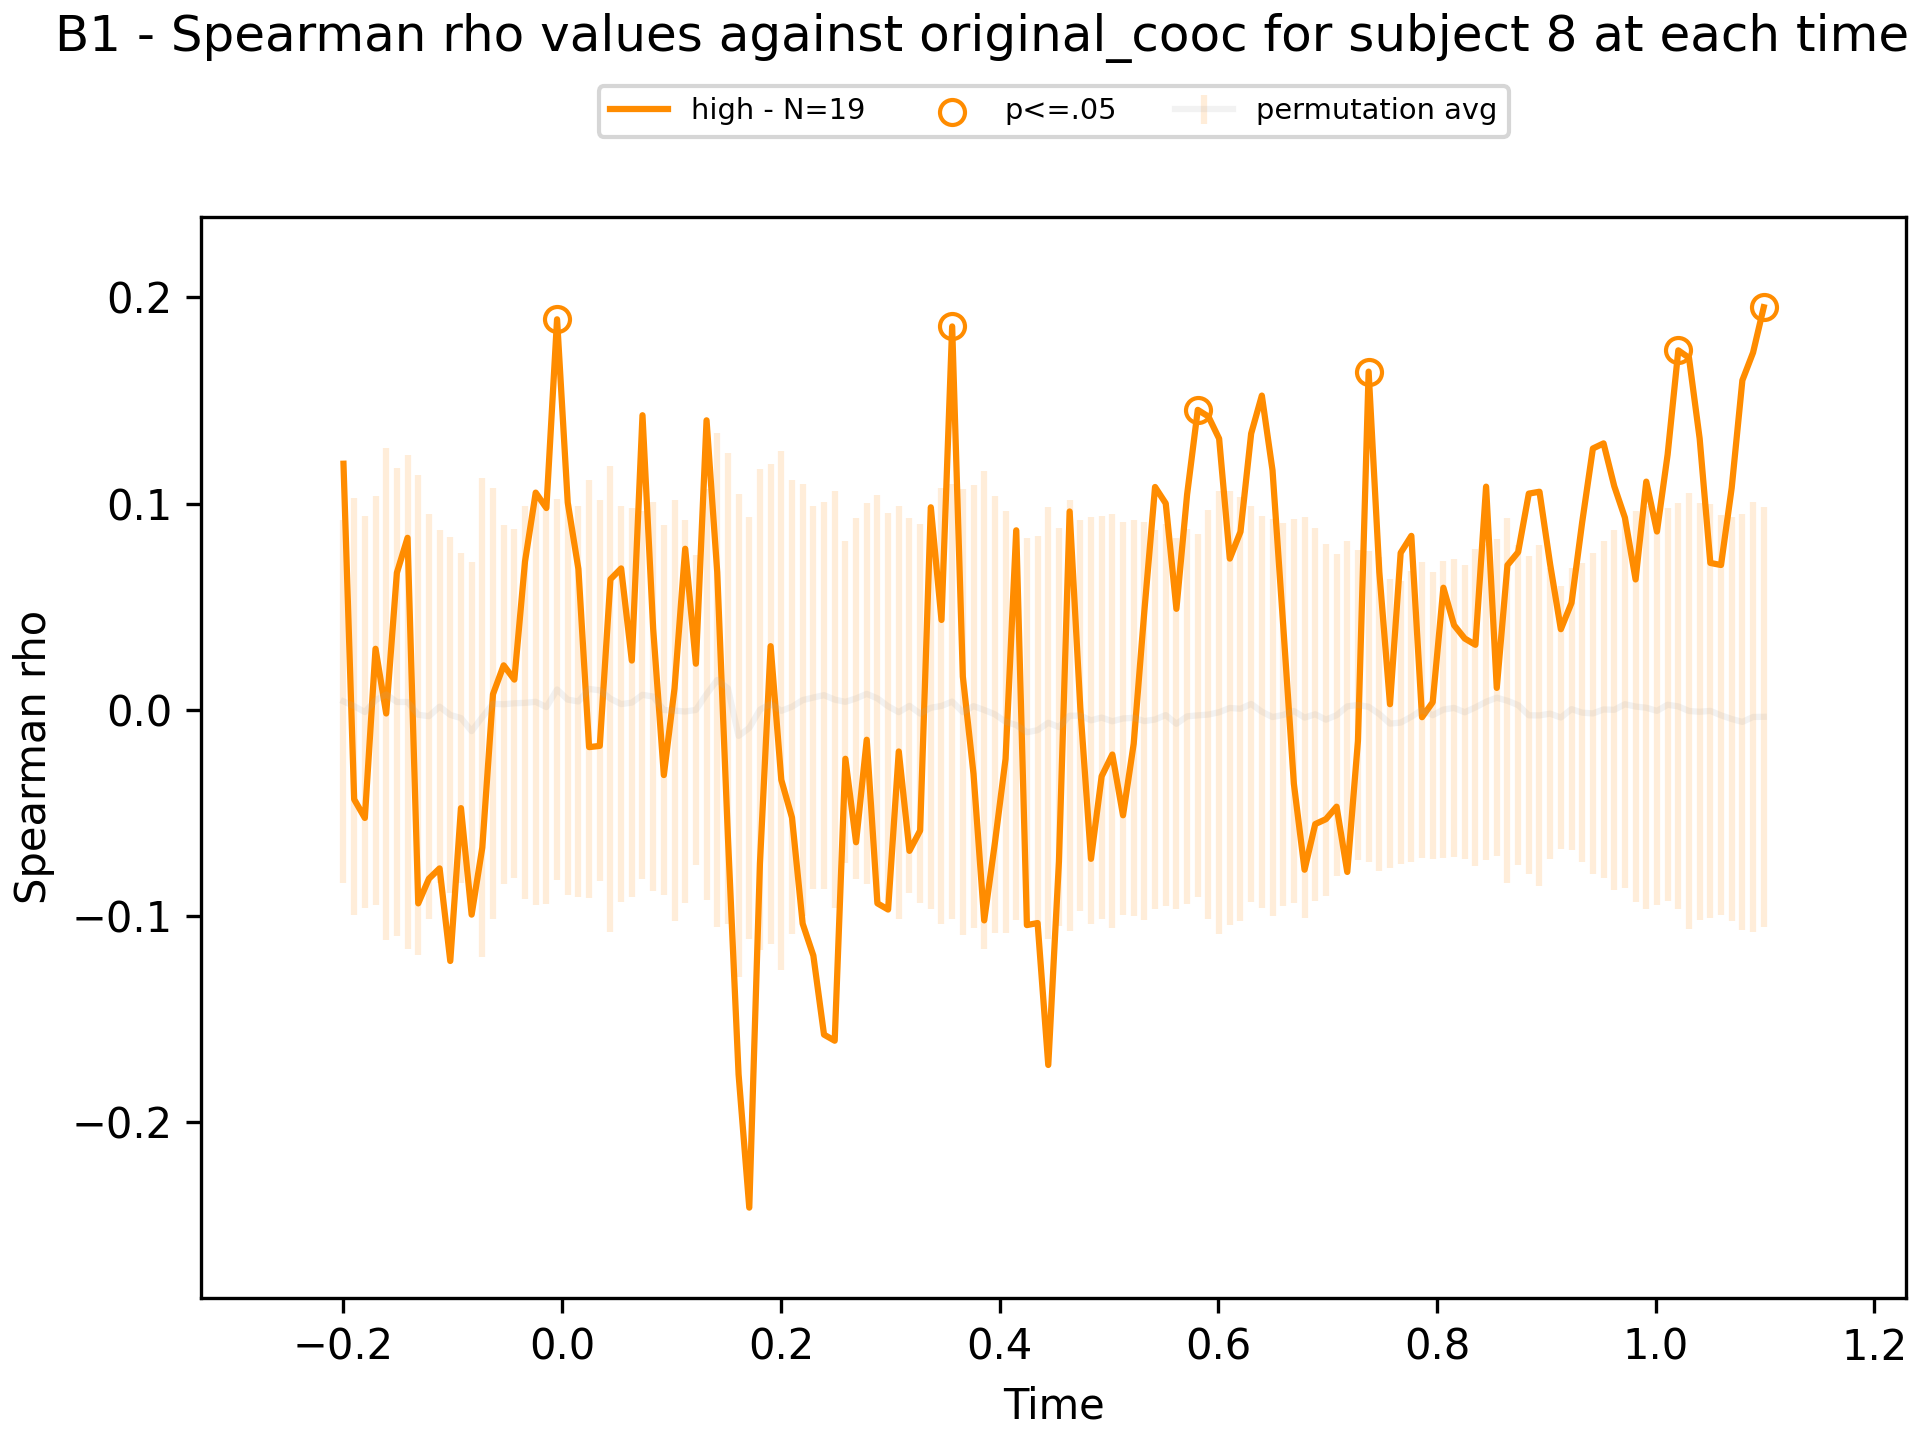 B1 - Spearman rho values against original_cooc for subject 8 at each time
high - N=19 p<=.05 permutation avg
0.2
0.1
0.0
−0.1
−0.2
Spearman rho
−0.2 0.0 0.2 0.4 0.6 0.8 1.0 1.2
Time